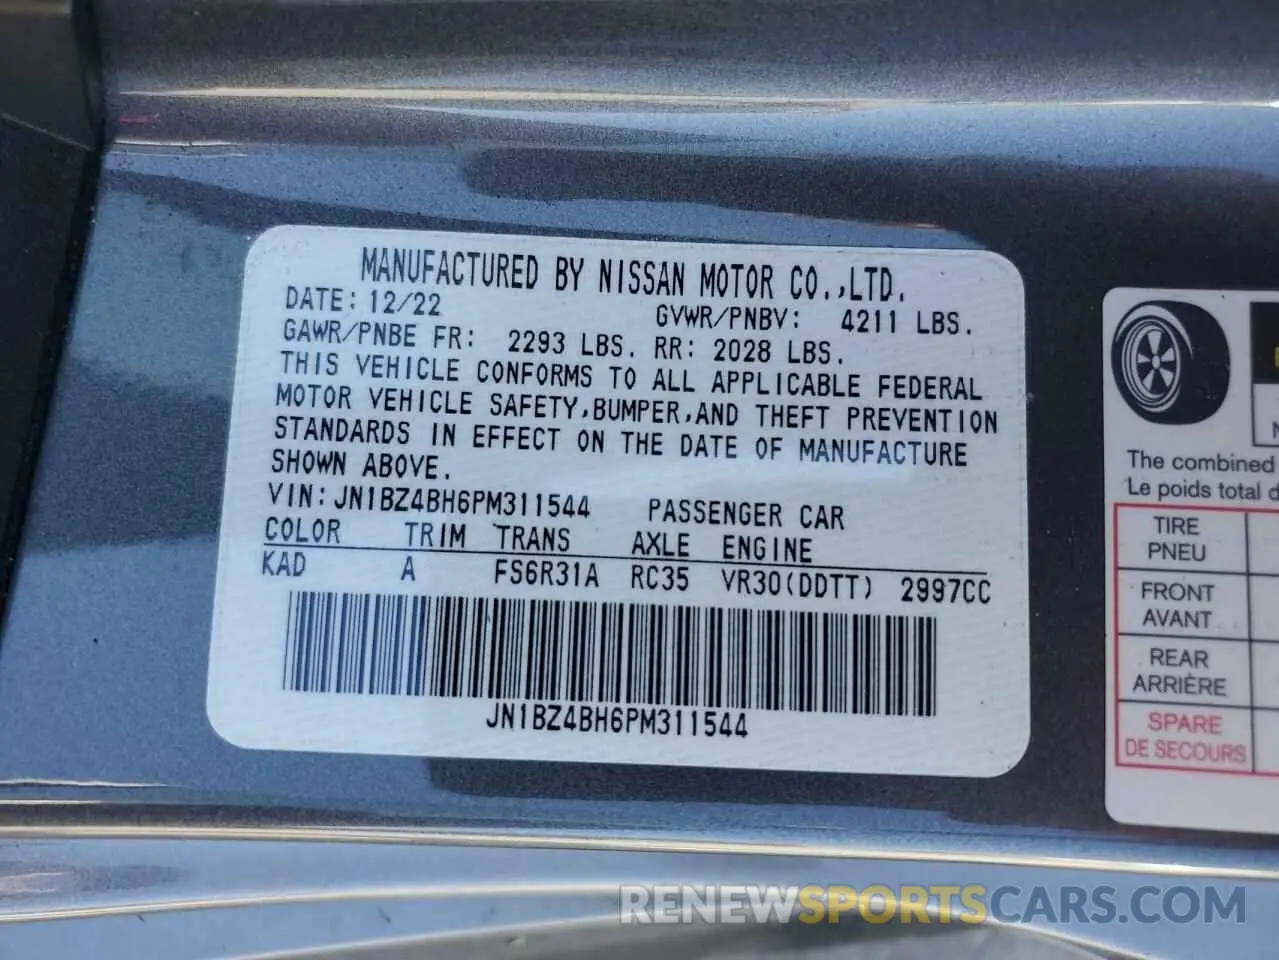 MANUFACTURED BY NISSAN MOTOR CO.,LTD.
DATE: 12/22 GVWR/PNBV: 4211 LBS.
GAWR/PNBE FR: 2293 LBS. RR: 2028 LBS.
THIS VEHICLE CONFORMS TO ALL APPLICABLE FEDERAL
MOTOR VEHICLE SAFETY,BUMPER,AND THEFT PREVENTION
STANDARDS IN EFFECT ON THE DATE OF MANUFACTURE
SHOWN ABOVE.
VIN: JN1BZ4BH6PM311544 PASSENGER CAR
COLOR TRIM TRANS AXLE ENGINE
KAD A FS6R31A RC35 VR30(DDTT) 2997CC
JN1BZ4BH6PM311544
The combined
Le poids total
TIRE
PNEU
FRONT
AVANT
REAR
ARRIÈRE
SPARE
DE SECOURS
RENEWSPORTSCARS.COM